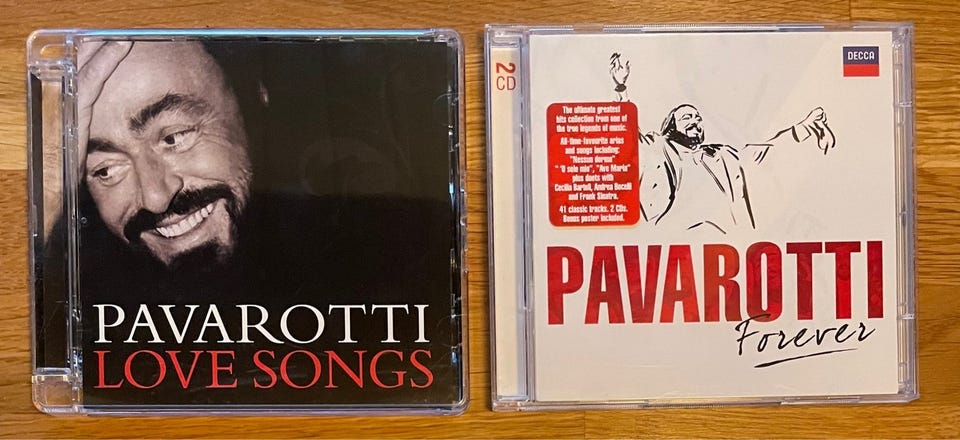 PAVAROTTI
LOVE SONGS
2
CD
DECCA
The ultimate greatest
hits collection from one of
the true legends of music.
All-time-favourite arias
and songs including:
"Nessun dorma"
"'O sole mio", "Ave Maria"
plus duets with
Cecilia Bartoli, Andrea Bocelli
and Frank Sinatra.
41 classic tracks. 2 CDs.
Bonus poster included.
PAVAROTTI
Forever